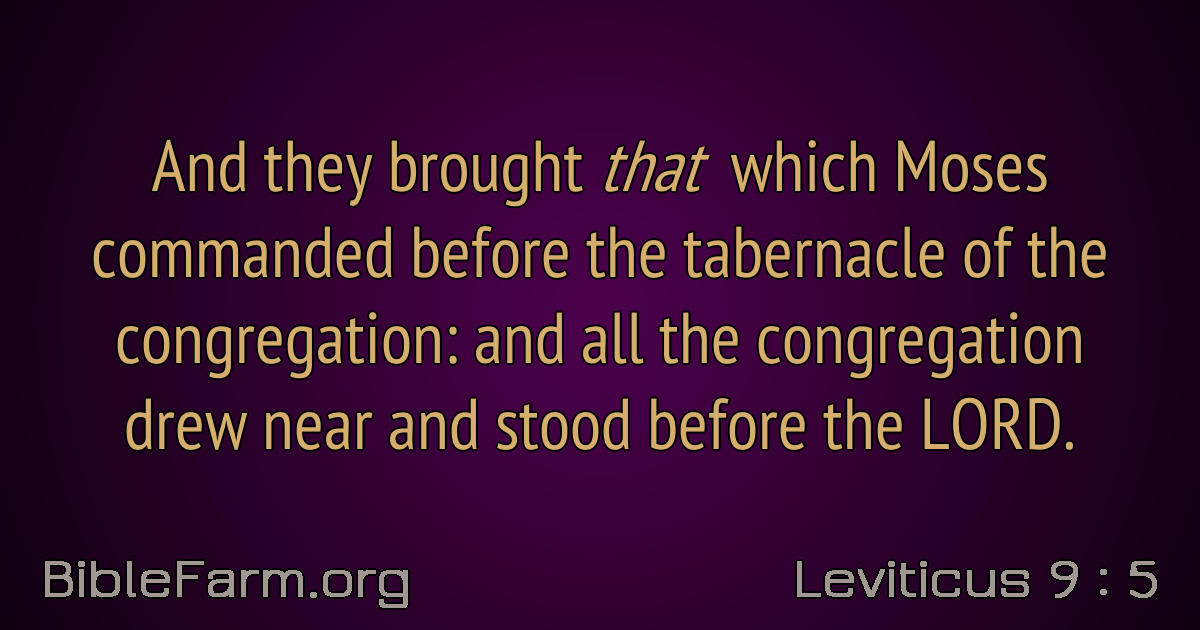 And they brought that which Moses
commanded before the tabernacle of the
congregation: and all the congregation
drew near and stood before the LORD.
BibleFarm.org
Leviticus 9 : 5